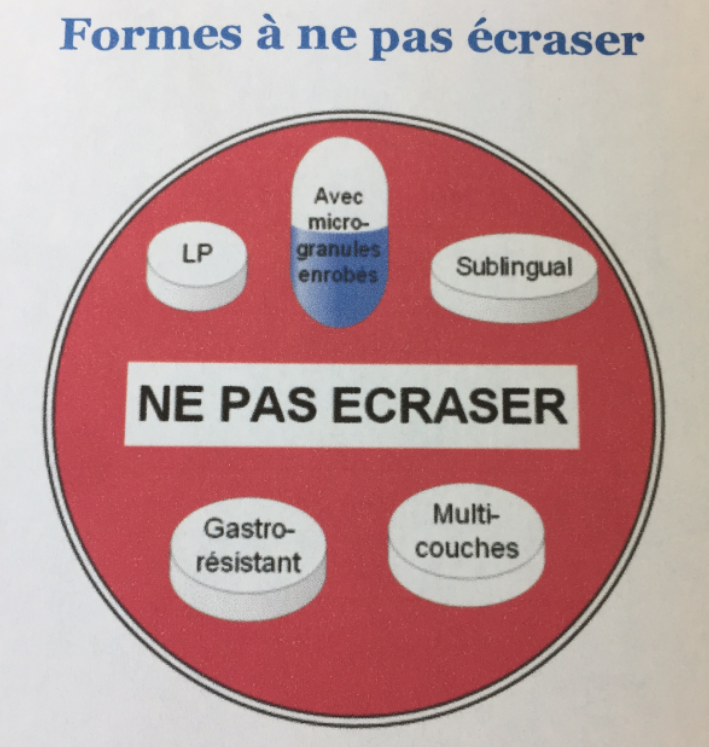 Formes à ne pas écraser
Avec
micro-
granules
enrobés
LP
Sublingual
NE PAS ECRASER
Gastro-
résistant
Multi-
couches